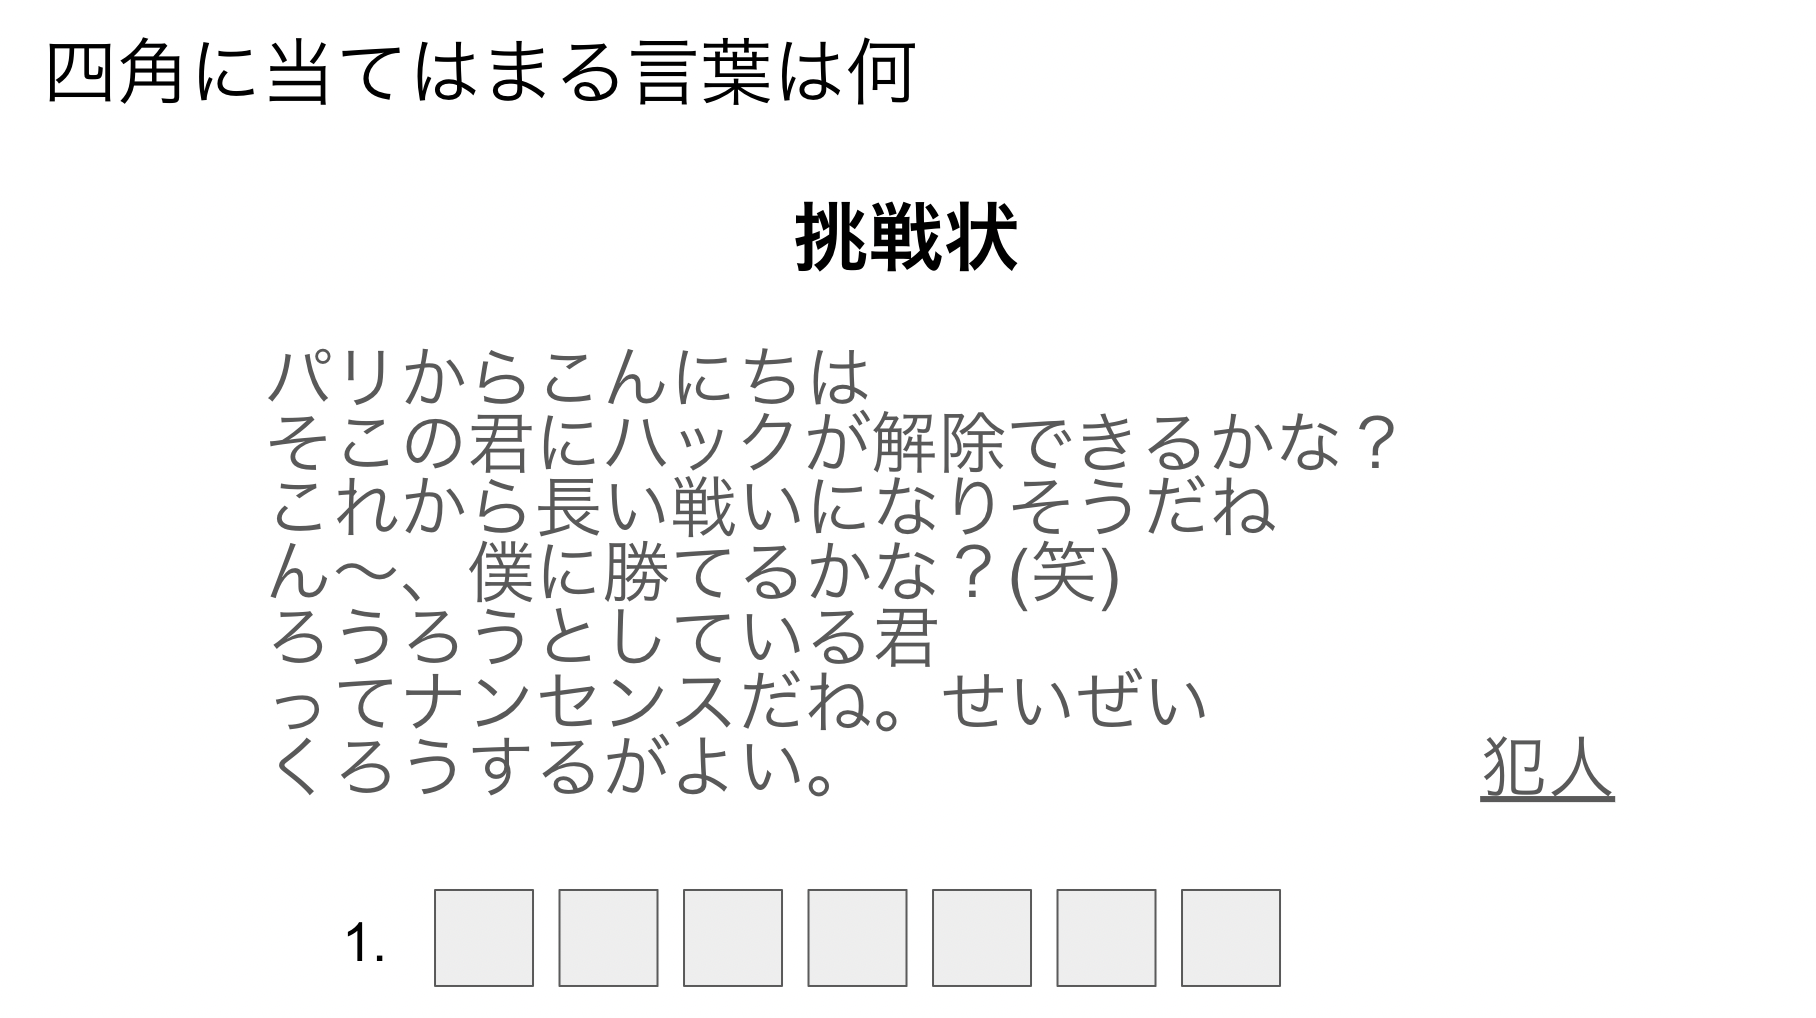 四角に当てはまる言葉は何
挑戦状
パリからこんにちは
そこの君にハックが解除できるかな？
これから長い戦いになりそうだね
ん〜、僕に勝てるかな？(笑)
ろうろうとしている君
ってナンセンスだね。せいぜい
くろうするがよい。
犯人
1.